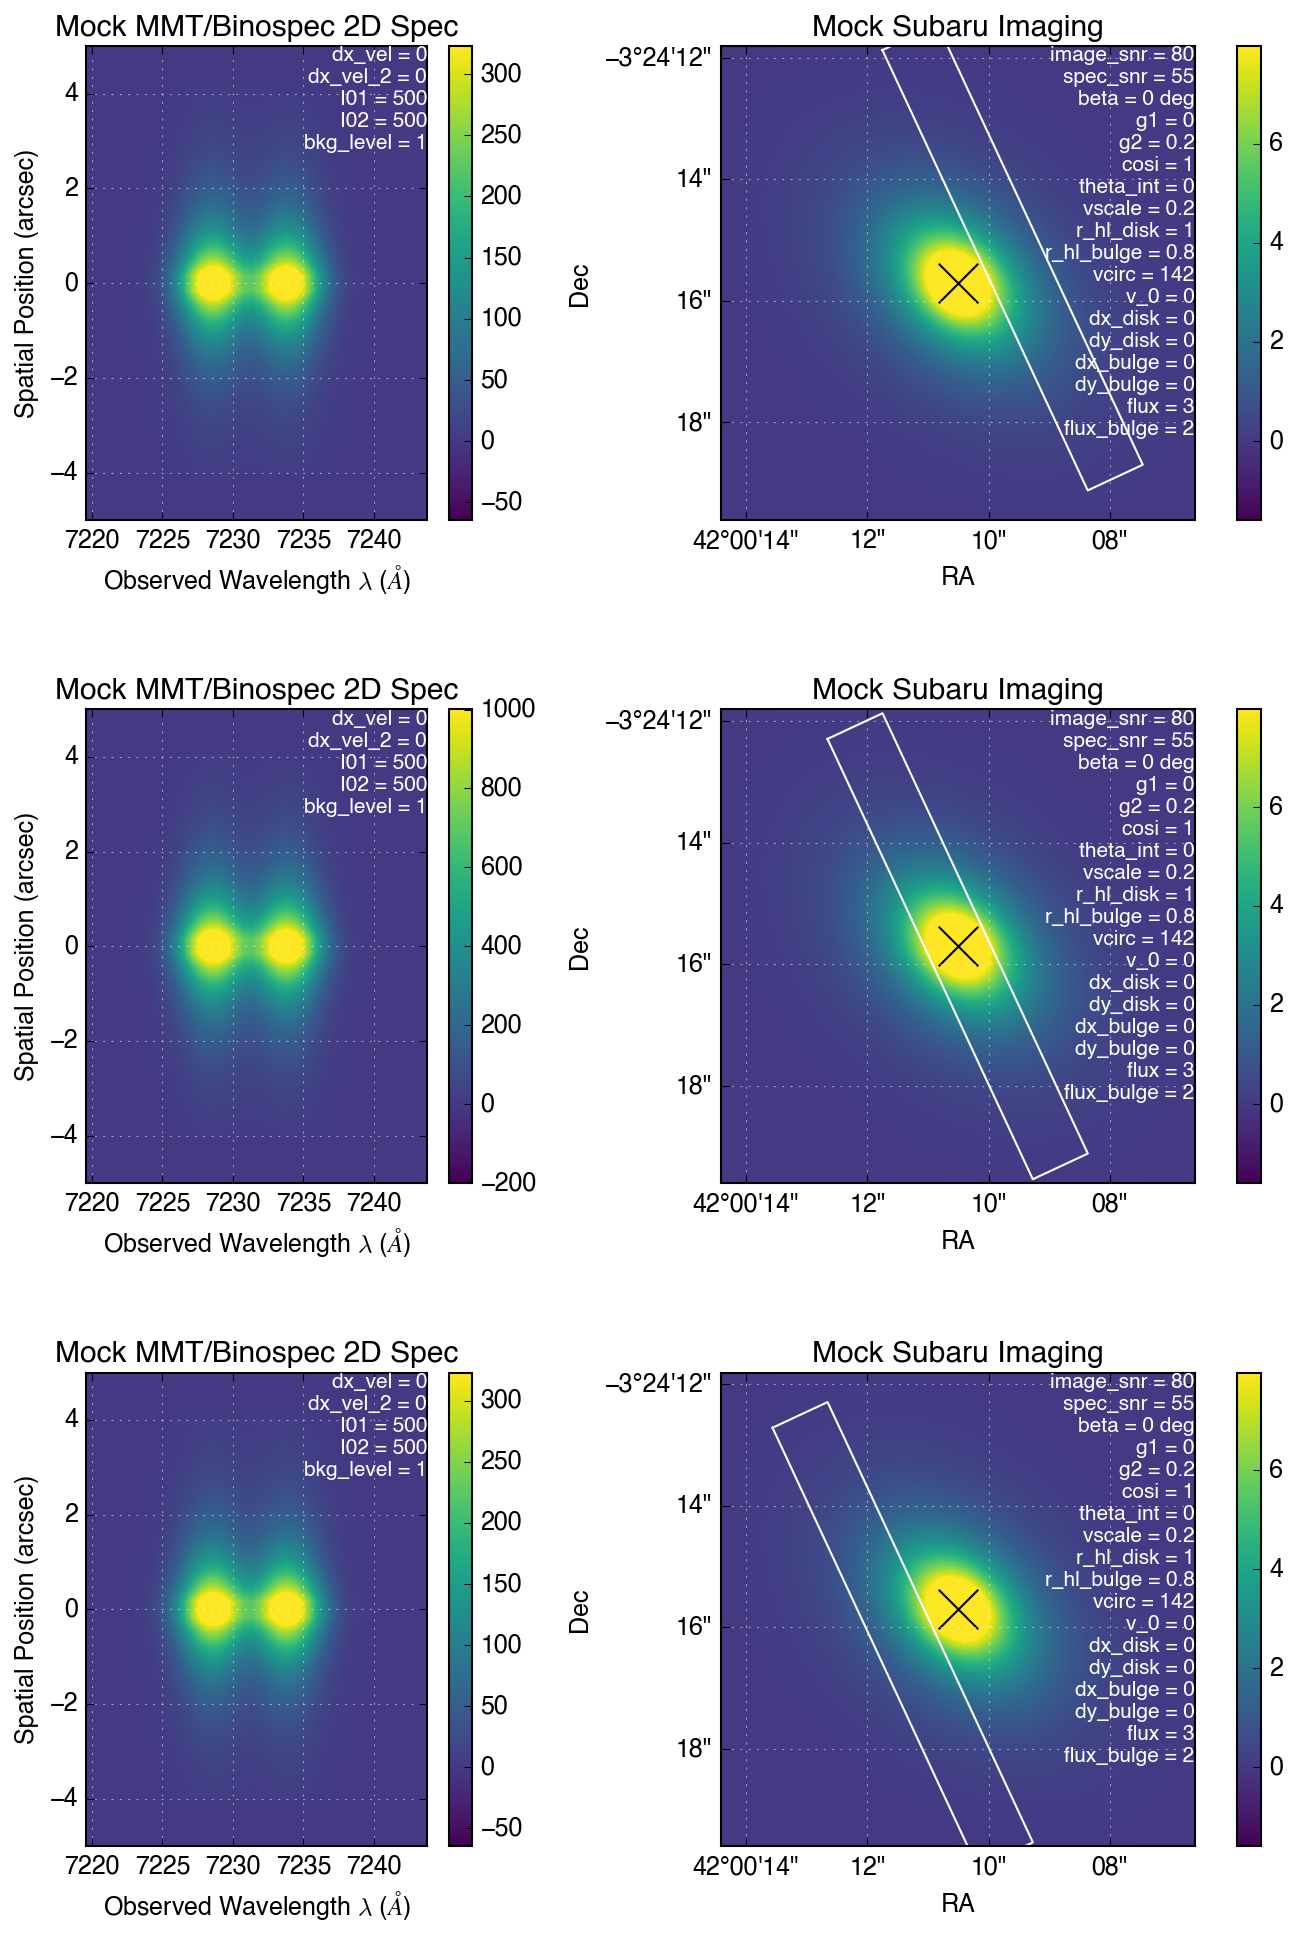 Mock MMT/Binospec 2D Spec
dx_vel = 0
dx_vel_2 = 0
I01 = 500
I02 = 500
bkg_level = 1
4
2
0
−2
−4
Spatial Position (arcsec)
7220 7225 7230 7235 7240
Observed Wavelength λ (Å)
300
250
200
150
100
50
0
−50
Mock Subaru Imaging
image_snr = 80
spec_snr = 55
beta = 0 deg
g1 = 0
g2 = 0.2
cosi = 1
theta_int = 0
vscale = 0.2
r_hl_disk = 1
r_hl_bulge = 0.8
vcirc = 142
v_0 = 0
dx_disk = 0
dy_disk = 0
dx_bulge = 0
dy_bulge = 0
flux = 3
flux_bulge = 2
−3°24'12"
14"
16"
18"
Dec
42°00'14" 12" 10" 08"
RA
6
4
2
0
Mock MMT/Binospec 2D Spec
dx_vel = 0
dx_vel_2 = 0
I01 = 500
I02 = 500
bkg_level = 1
4
2
0
−2
−4
Spatial Position (arcsec)
7220 7225 7230 7235 7240
Observed Wavelength λ (Å)
1000
800
600
400
200
0
−200
Mock Subaru Imaging
image_snr = 80
spec_snr = 55
beta = 0 deg
g1 = 0
g2 = 0.2
cosi = 1
theta_int = 0
vscale = 0.2
r_hl_disk = 1
r_hl_bulge = 0.8
vcirc = 142
v_0 = 0
dx_disk = 0
dy_disk = 0
dx_bulge = 0
dy_bulge = 0
flux = 3
flux_bulge = 2
−3°24'12"
14"
16"
18"
Dec
42°00'14" 12" 10" 08"
RA
6
4
2
0
Mock MMT/Binospec 2D Spec
dx_vel = 0
dx_vel_2 = 0
I01 = 500
I02 = 500
bkg_level = 1
4
2
0
−2
−4
Spatial Position (arcsec)
7220 7225 7230 7235 7240
Observed Wavelength λ (Å)
300
250
200
150
100
50
0
−50
Mock Subaru Imaging
image_snr = 80
spec_snr = 55
beta = 0 deg
g1 = 0
g2 = 0.2
cosi = 1
theta_int = 0
vscale = 0.2
r_hl_disk = 1
r_hl_bulge = 0.8
vcirc = 142
v_0 = 0
dx_disk = 0
dy_disk = 0
dx_bulge = 0
dy_bulge = 0
flux = 3
flux_bulge = 2
−3°24'12"
14"
16"
18"
Dec
42°00'14" 12" 10" 08"
RA
6
4
2
0